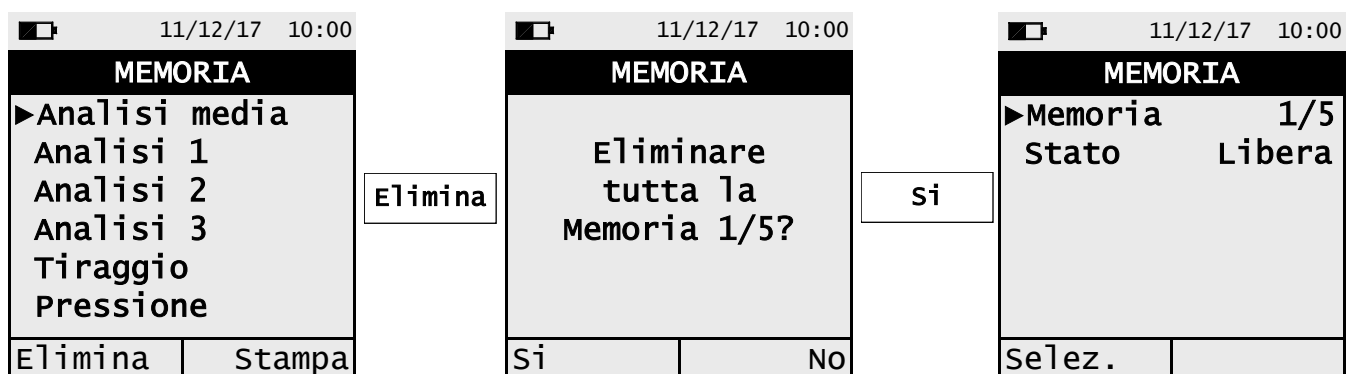 11/12/17 10:00
MEMORIA
►Analisi media
Analisi 1
Analisi 2
Analisi 3
Tiraggio
Pressione
Elimina Stampa
Elimina
11/12/17 10:00
MEMORIA
Eliminare
tutta la
Memoria 1/5?
Si No
Si
11/12/17 10:00
MEMORIA
►Memoria 1/5
Stato Libera
Selez.